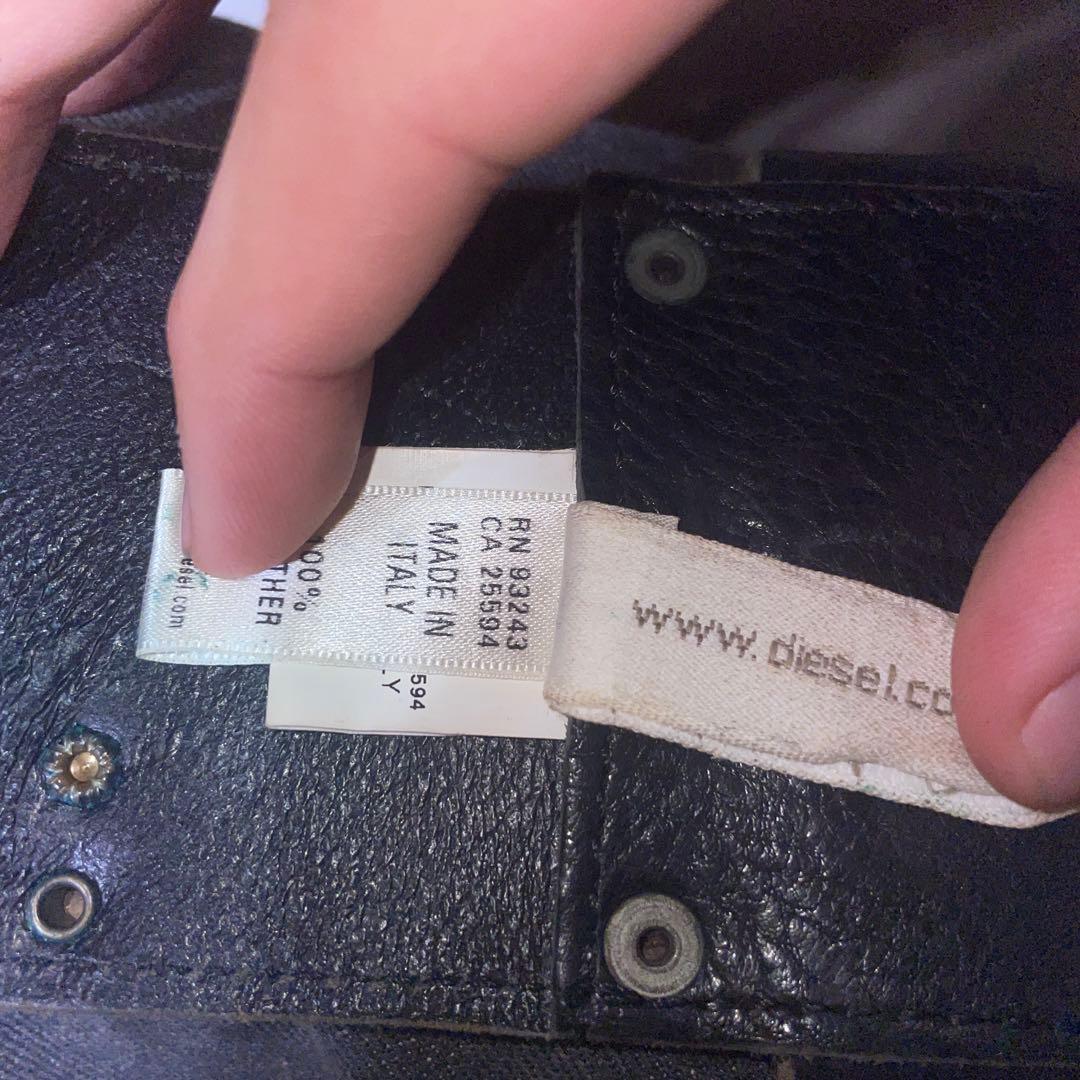 RN 93243
CA 25594
MADE IN
ITALY
100%
THER
esel.com
594
Y
www.diesel.co